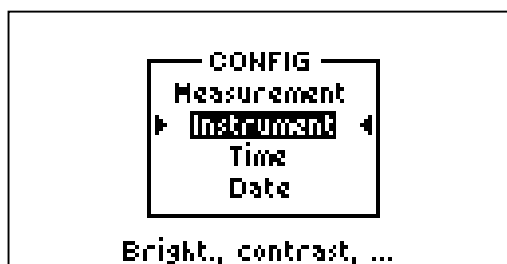 CONFIG
Measurement
Instrument
Time
Date
Bright., contrast, ...